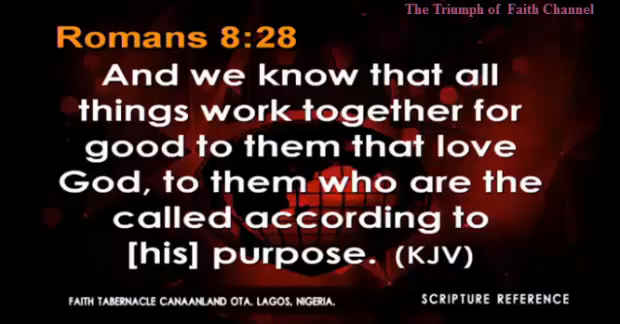 The Triumph of Faith Channel
Romans 8:28
And we know that all
things work together for
good to them that love
God, to them who are the
called according to
[his] purpose. (KJV)
FAITH TABERNACLE CANAANLAND OTA. LAGOS, NIGERIA.
SCRIPTURE REFERENCE